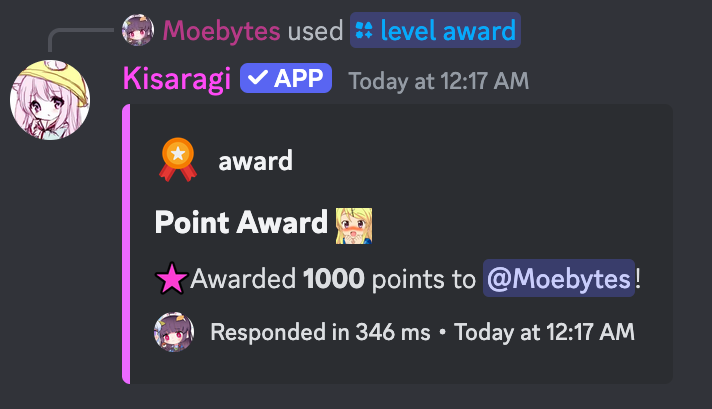 Moebytes used level award
Kisaragi ✓ APP Today at 12:17 AM
award
Point Award
Awarded 1000 points to @Moebytes!
Responded in 346 ms • Today at 12:17 AM